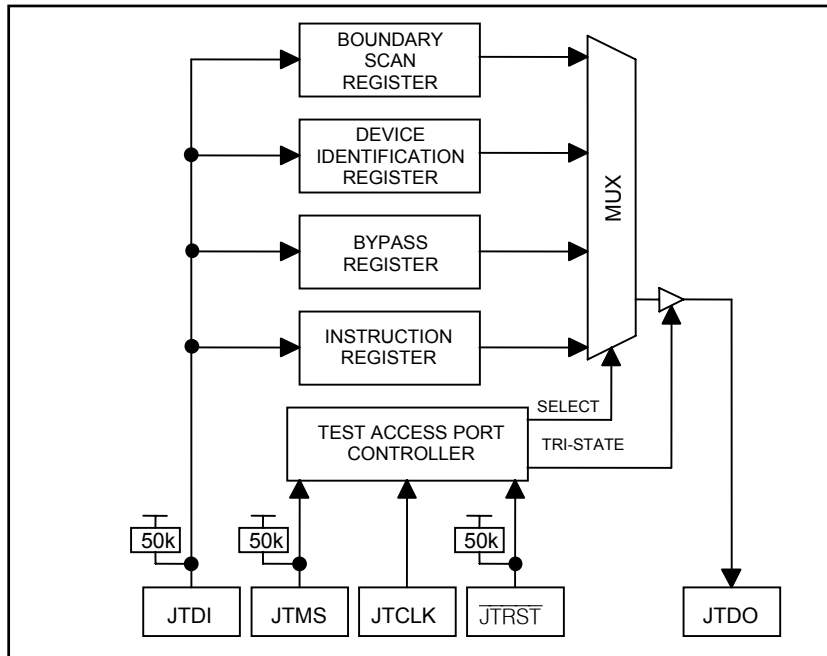 BOUNDARY
SCAN
REGISTER
DEVICE
IDENTIFICATION
REGISTER
BYPASS
REGISTER
INSTRUCTION
REGISTER
MUX
SELECT
TEST ACCESS PORT
CONTROLLER
TRI-STATE
50k
50k
50k
JTDI
JTMS
JTCLK
JTRST
JTDO